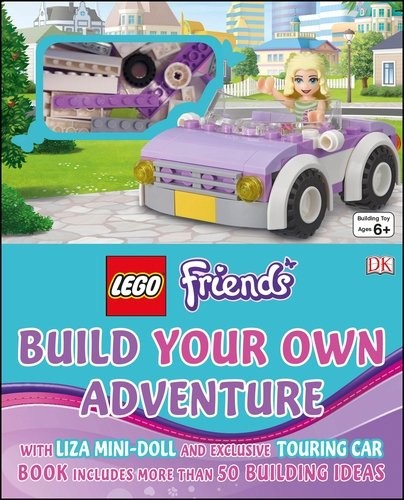 Building Toy
Ages 6+
DK
LEGO friends
BUILD YOUR OWN
ADVENTURE
WITH LIZA MINI-DOLL AND EXCLUSIVE TOURING CAR
BOOK INCLUDES MORE THAN 50 BUILDING IDEAS